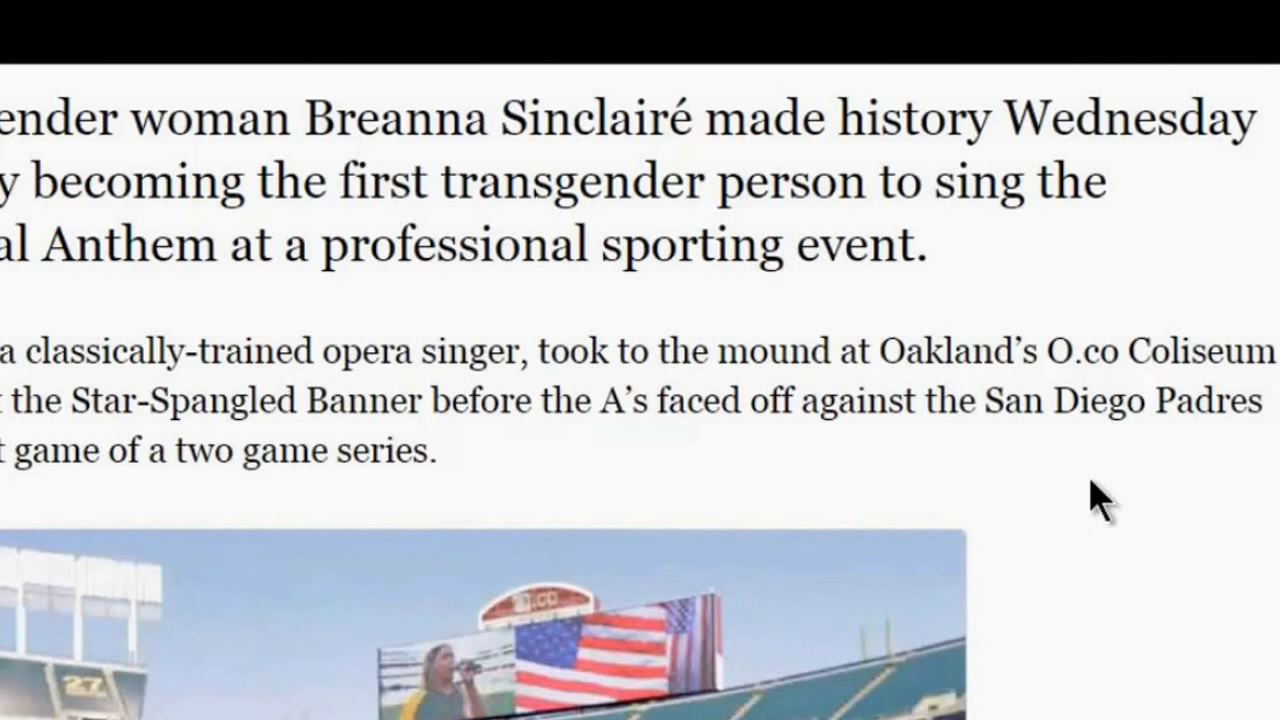 ender woman Breanna Sinclairé made history Wednesday
y becoming the first transgender person to sing the
al Anthem at a professional sporting event.
a classically-trained opera singer, took to the mound at Oakland’s O.co Coliseum
t the Star-Spangled Banner before the A’s faced off against the San Diego Padres
t game of a two game series.
O.co
27